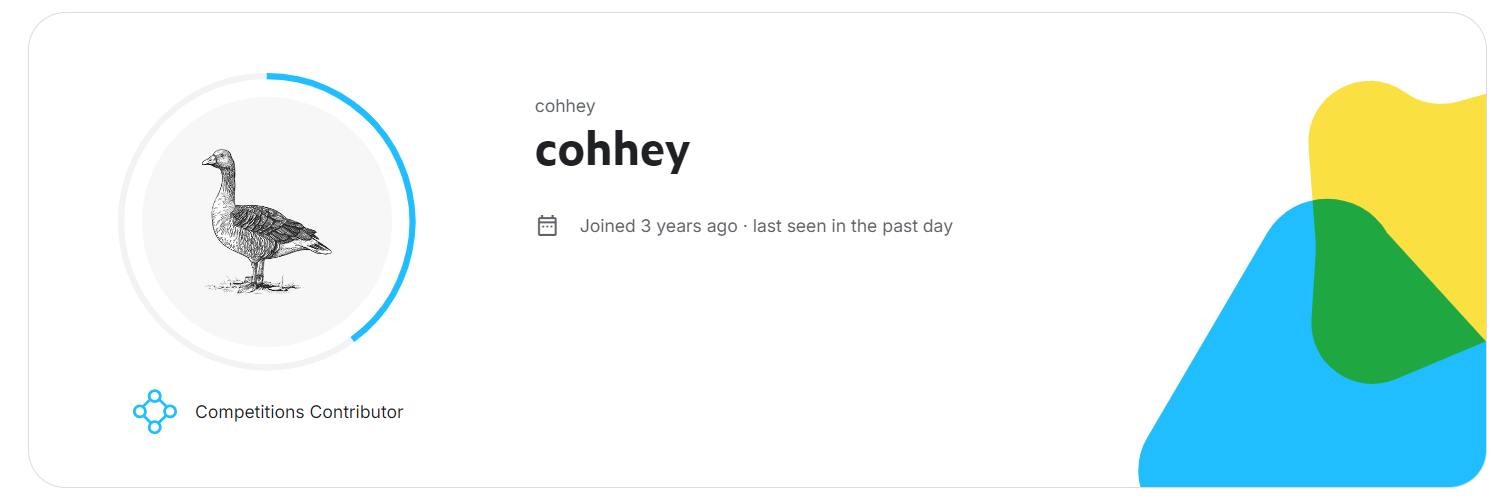 cohhey
cohhey
Joined 3 years ago · last seen in the past day
Competitions Contributor